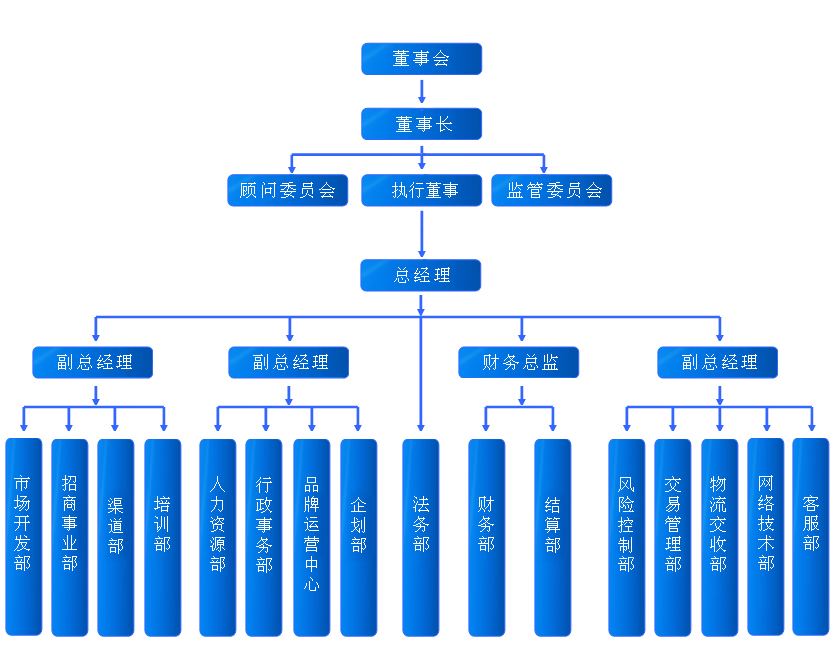 董事会
董事长
顾问委员会
执行董事
监管委员会
总经理
副总经理
副总经理
财务总监
副总经理
市场开发部
招商事业部
渠道部
培训部
人力资源部
行政事务部
品牌运营中心
企划部
法务部
财务部
结算部
风险控制部
交易管理部
物流交收部
网络技术部
客服部